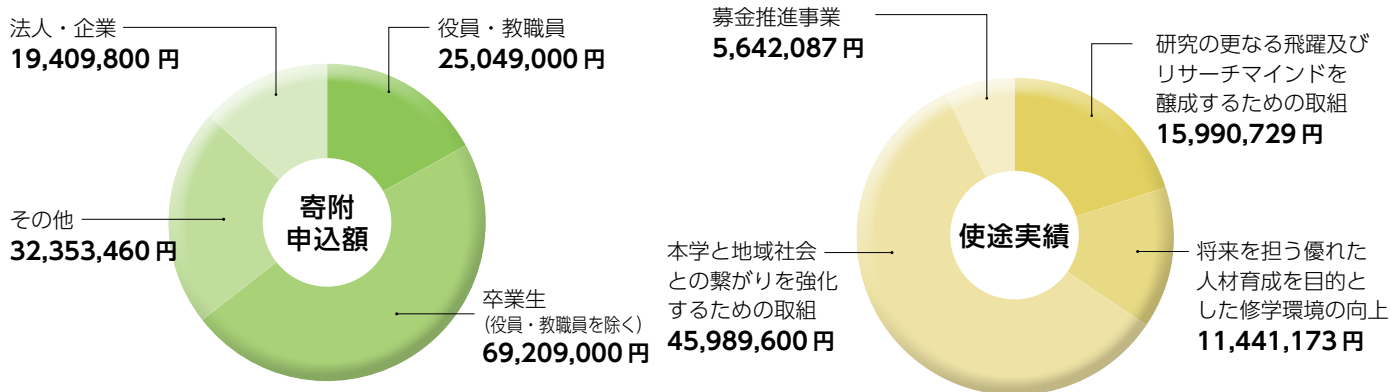 法人・企業
19,409,800 円
役員・教職員
25,049,000 円
その他
32,353,460 円
寄附
申込額
卒業生
(役員・教職員を除く)
69,209,000 円
募金推進事業
5,642,087 円
研究の更なる飛躍及び
リサーチマインドを
醸成するための取組
15,990,729 円
本学と地域社会
との繋がりを強化
するための取組
45,989,600 円
使途実績
将来を担う優れた
人材育成を目的と
した修学環境の向上
11,441,173 円